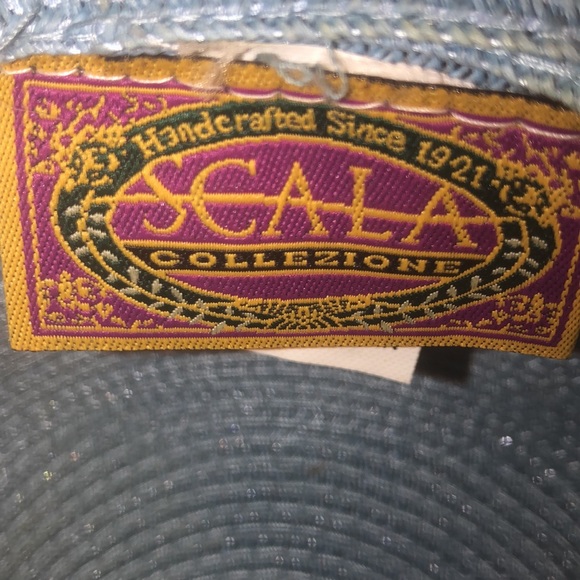 Handcrafted Since 1921
SCALA
COLLEZIONE